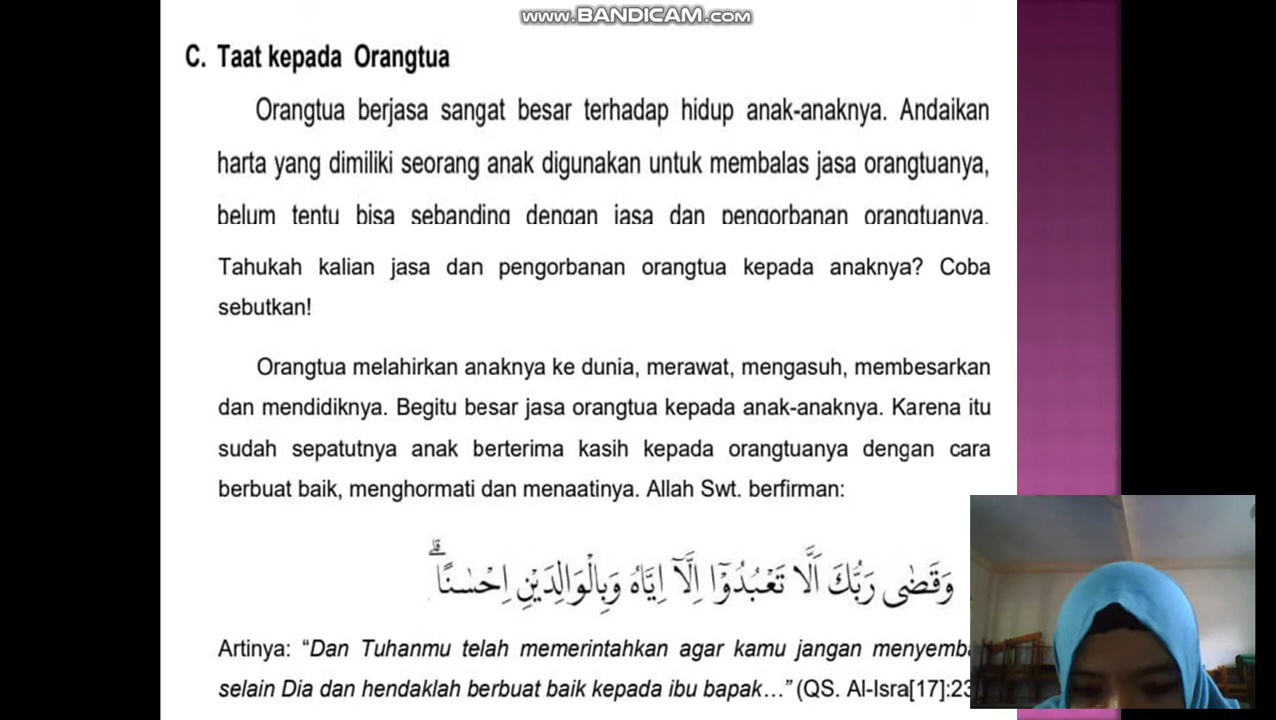 www.BANDICAM.com
C. Taat kepada Orangtua
Orangtua berjasa sangat besar terhadap hidup anak-anaknya. Andaikan
harta yang dimiliki seorang anak digunakan untuk membalas jasa orangtuanya,
belum tentu bisa sebanding dengan jasa dan pengorbanan orangtuanya.
Tahukah kalian jasa dan pengorbanan orangtua kepada anaknya? Coba
sebutkan!
Orangtua melahirkan anaknya ke dunia, merawat, mengasuh, membesarkan
dan mendidiknya. Begitu besar jasa orangtua kepada anak-anaknya. Karena itu
sudah sepatutnya anak berterima kasih kepada orangtuanya dengan cara
berbuat baik, menghormati dan menaatinya. Allah Swt. berfirman:
وَقَضٰى رَبُّكَ اَلَّا تَعْبُدُوْٓا اِلَّآ اِيَّاهُ وَبِالْوَالِدَيْنِ اِحْسٰنًاۗ
Artinya: “Dan Tuhanmu telah memerintahkan agar kamu jangan menyemba
selain Dia dan hendaklah berbuat baik kepada ibu bapak…” (QS. Al-Isra[17]:23